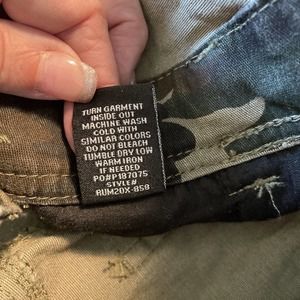 TURN GARMENT
INSIDE OUT
MACHINE WASH
COLD WITH
SIMILAR COLORS
DO NOT BLEACH
TUMBLE DRY LOW
WARM IRON
IF NEEDED
PO#P187075
STYLE#
RUM20X-858